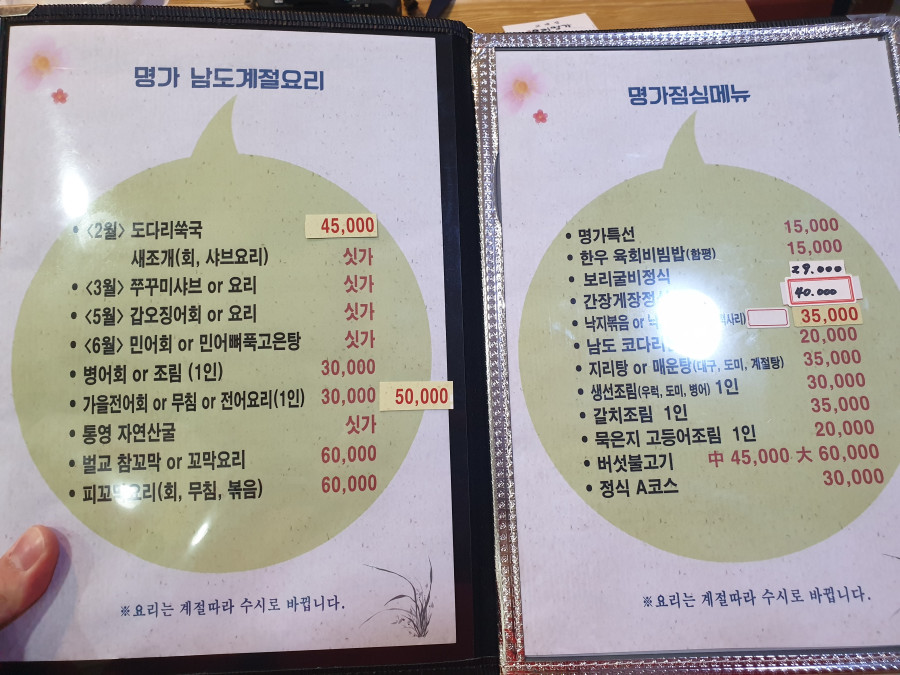 명가 남도계절요리
• <2월> 도다리쑥국 45,000
새조개(회, 샤브요리) 싯가
• <3월> 쭈꾸미샤브 or 요리 싯가
• <5월> 갑오징어회 or 요리 싯가
• <6월> 민어회 or 민어뼈푹고은탕 싯가
• 병어회 or 조림 (1인) 30,000
• 가을전어회 or 무침 or 전어요리(1인) 30,000 50,000
• 통영 자연산굴 싯가
• 벌교 참꼬막 or 꼬막요리 60,000
• 피꼬막요리(회, 무침, 볶음) 60,000
※요리는 계절따라 수시로 바뀝니다.
명가점심메뉴
• 명가특선 15,000
• 한우 육회비빔밥(함평) 15,000
• 보리굴비정식 29.000
• 간장게장정식 40.000
• 낙지볶음 or 35,000
• 남도 코다리 20,000
• 지리탕 or 매운탕(대구, 도미, 계절탕) 35,000
• 생선조림(우럭, 도미, 병어) 1인 30,000
• 갈치조림 1인 35,000
• 묵은지 고등어조림 1인 20,000
• 버섯불고기 中 45,000 大 60,000
• 정식 A코스 30,000
※요리는 계절따라 수시로 바뀝니다.